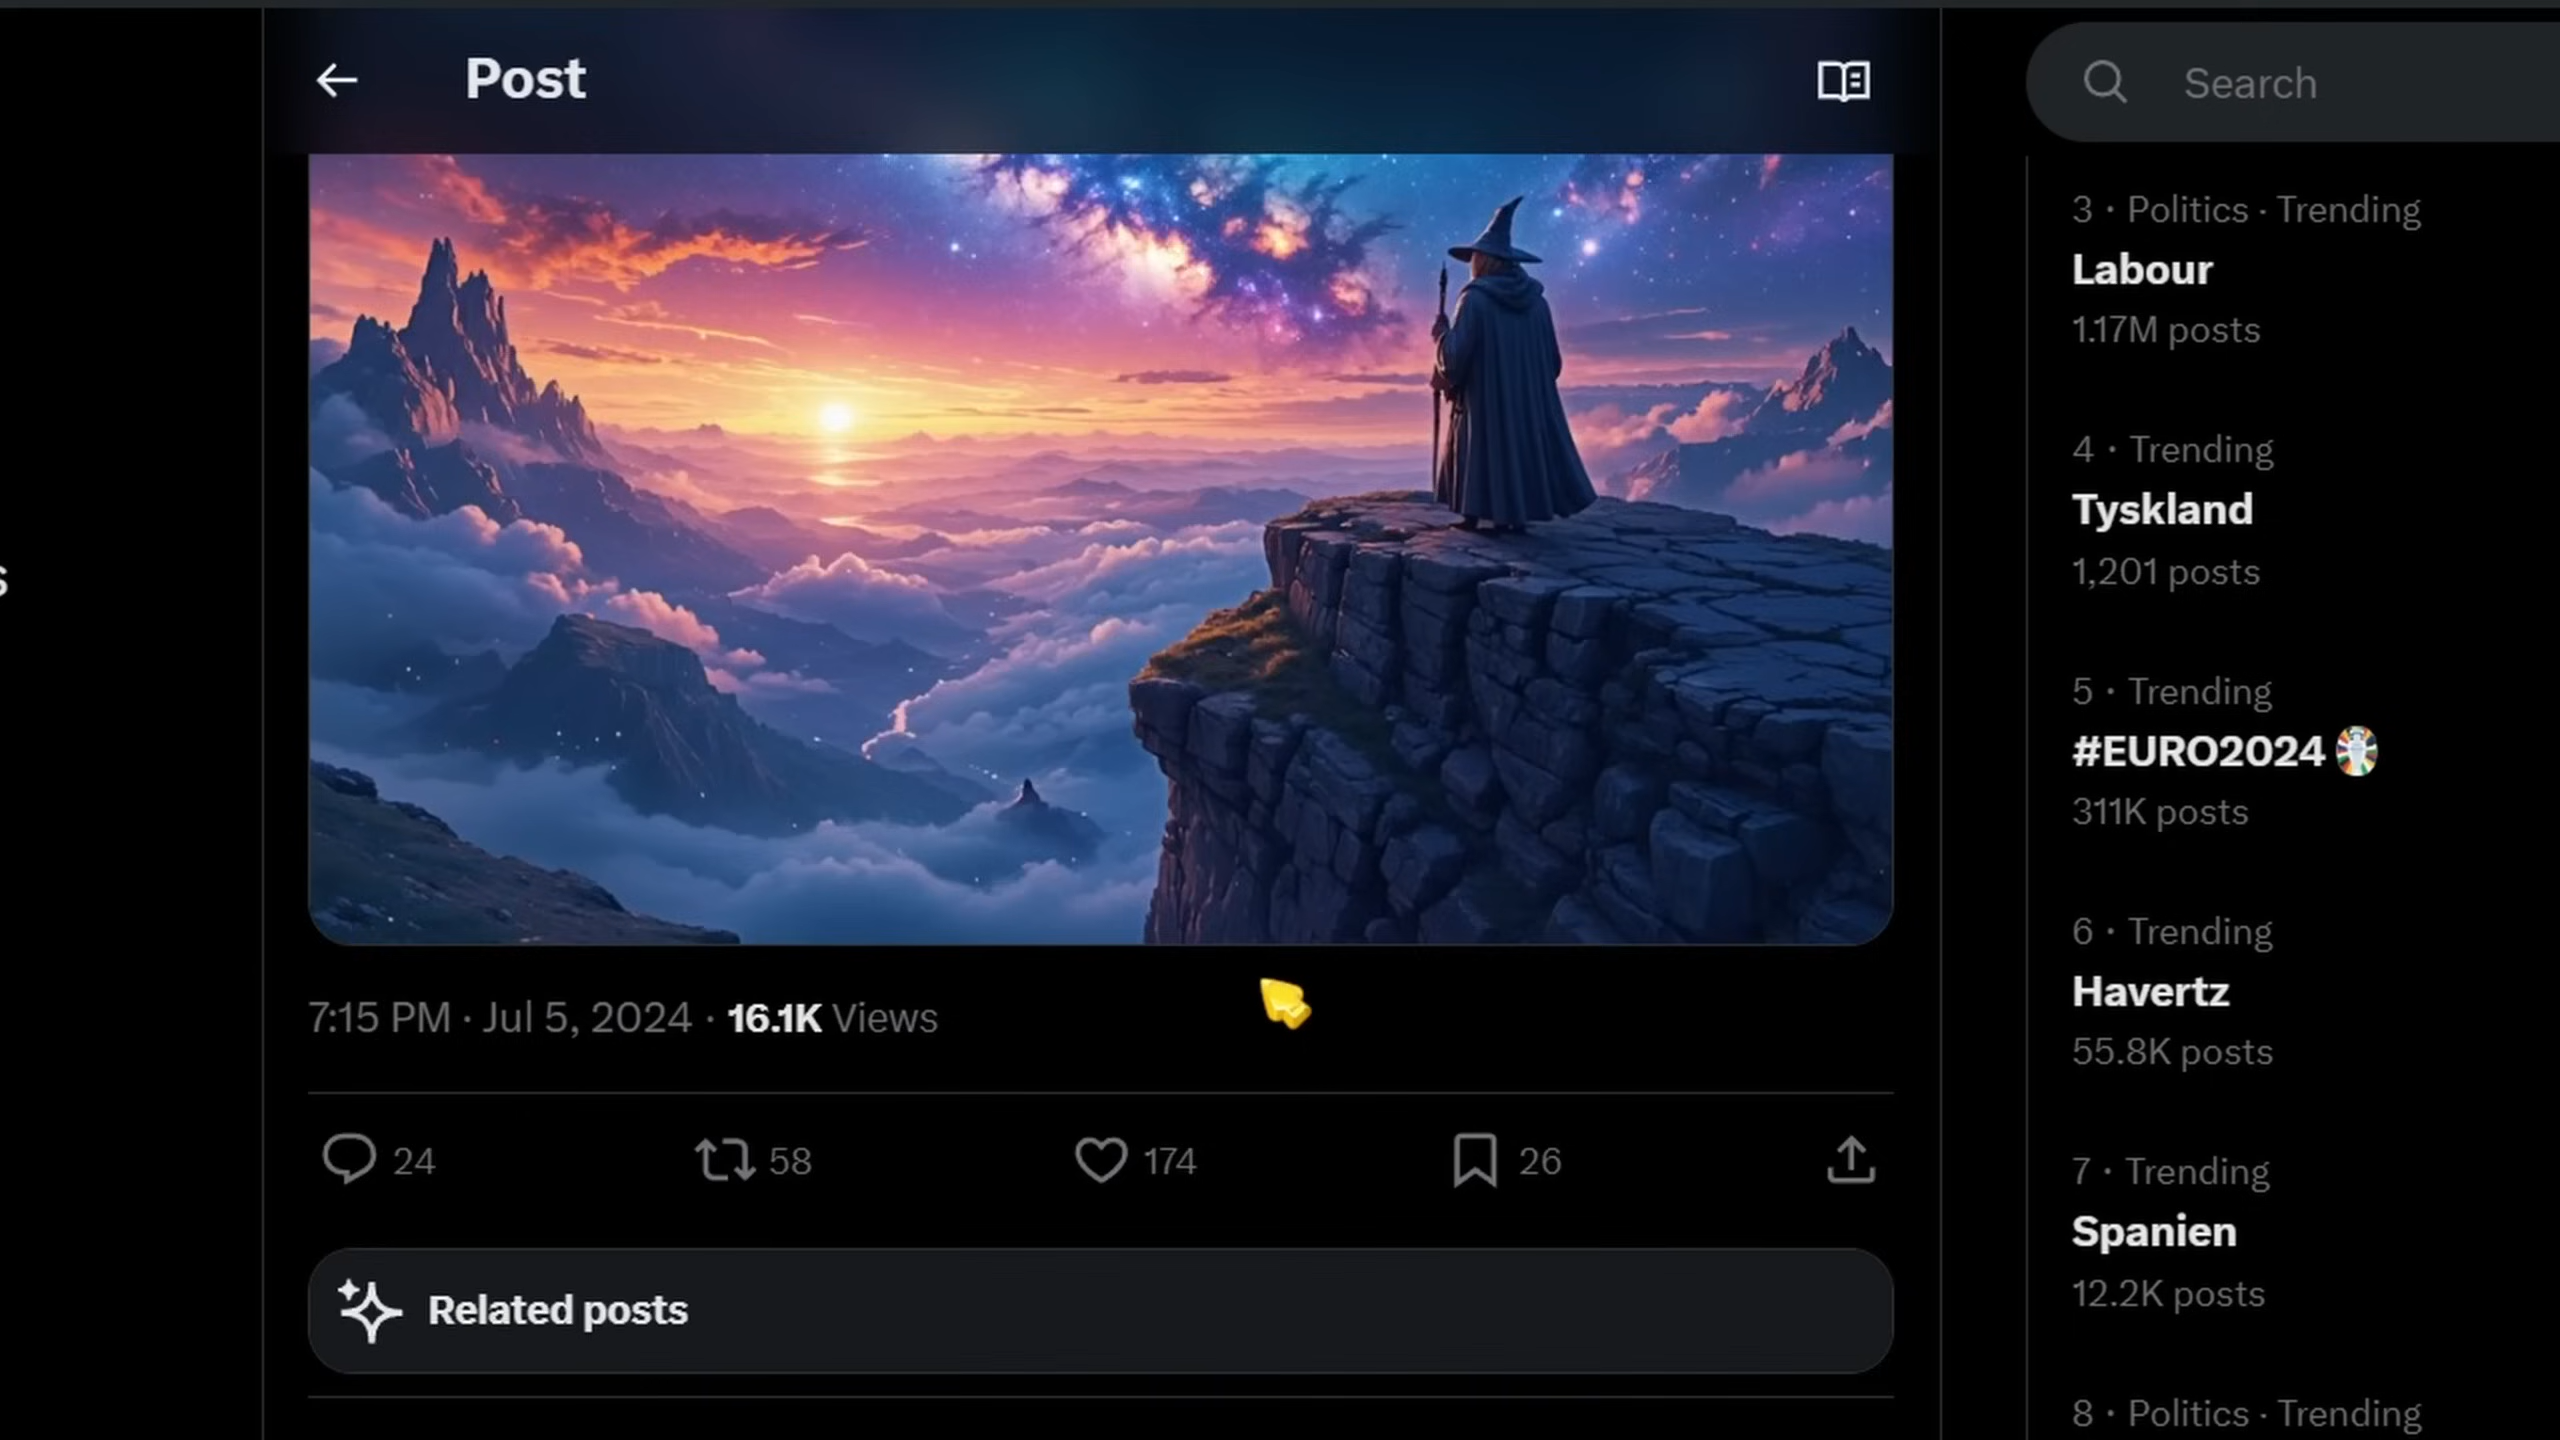 Post
Search
s
7:15 PM · Jul 5, 2024 · 16.1K Views
24
58
174
26
Related posts
3 · Politics · Trending
Labour
1.17M posts
4 · Trending
Tyskland
1,201 posts
5 · Trending
#EURO2024
311K posts
6 · Trending
Havertz
55.8K posts
7 · Trending
Spanien
12.2K posts
8 · Politics · Trending